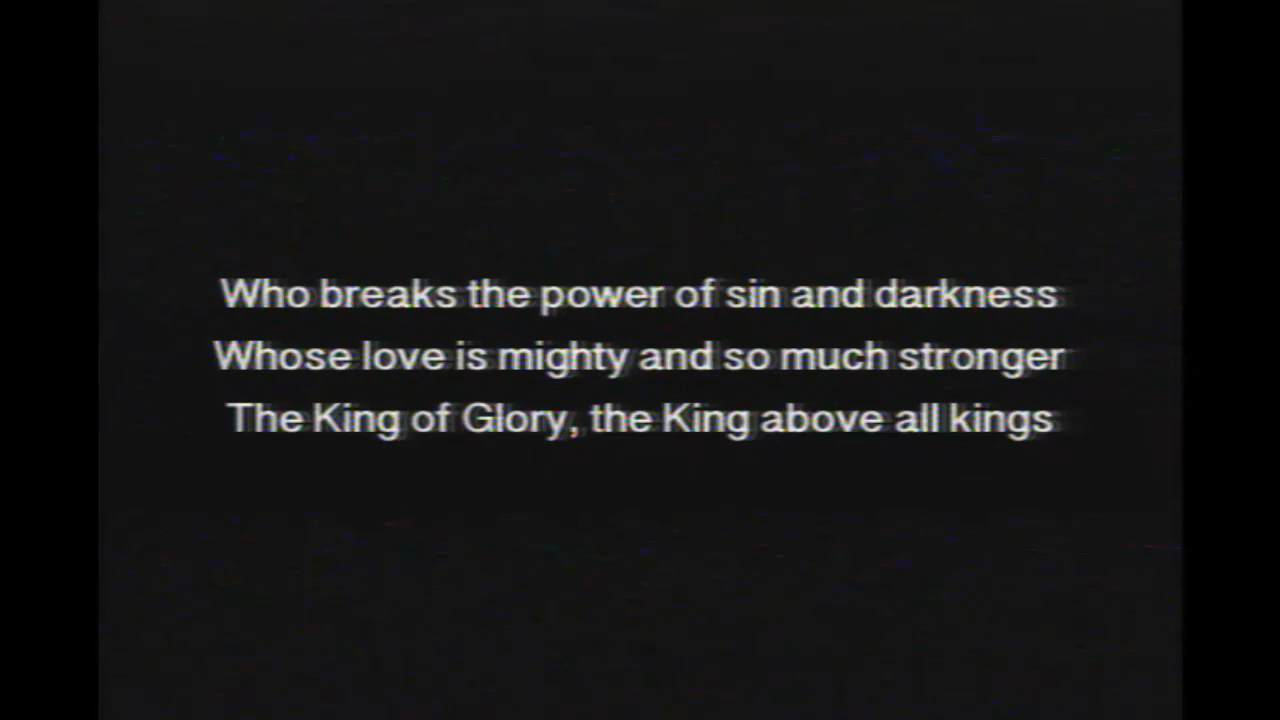 Who breaks the power of sin and darkness
Whose love is mighty and so much stronger
The King of Glory, the King above all kings